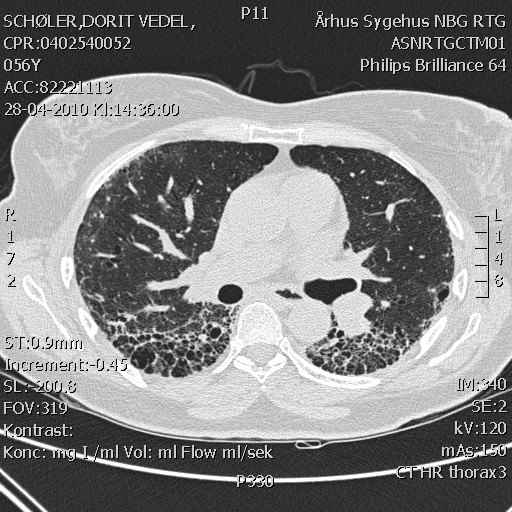 SCHØLER,DORIT VEDEL,
CPR:0402540052
056Y
ACC:82221113
28-04-2010 Kl:14:36:00
P11
Århus Sygehus NBG RTG
ASNRTGCTM01
Philips Brilliance 64
R
1
7
2
L
1
4
8
ST:0.9mm
Increment:-0.45
SL:-200.8
FOV:319
Kontrast:
Konc: mg I /ml Vol: ml Flow ml/sek
P330
IM:340
SE:2
kV:120
mAs:150
CT HR thorax3